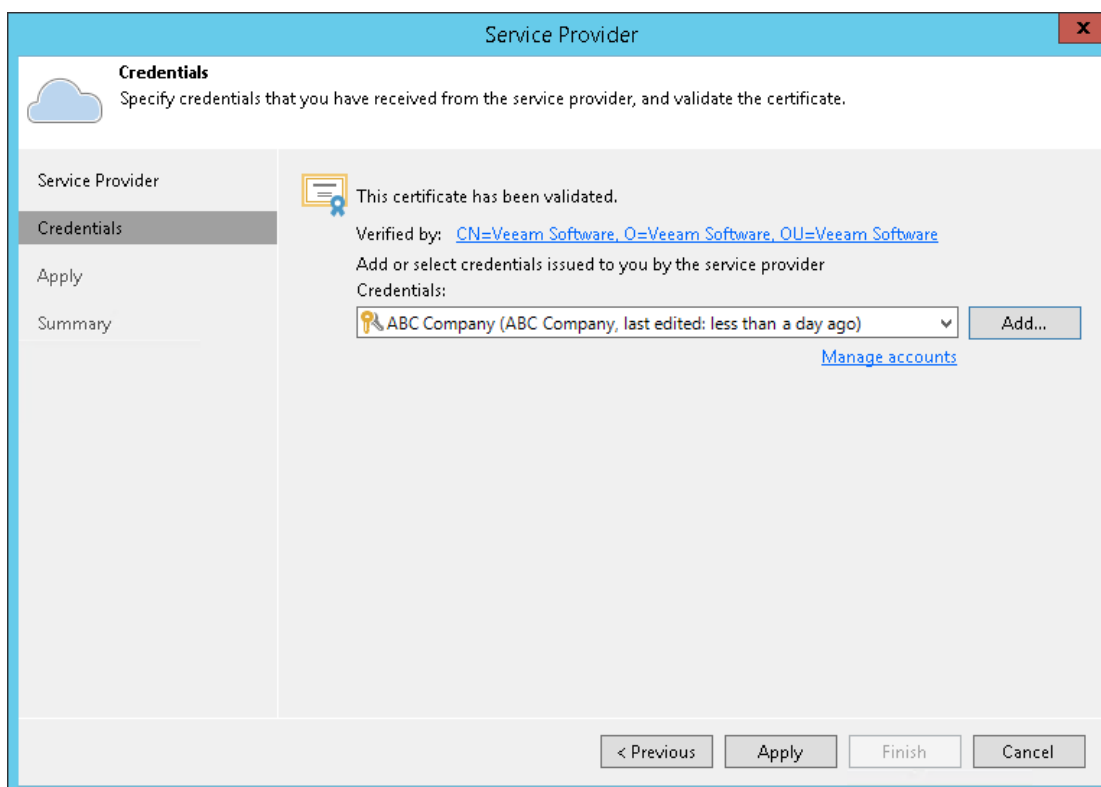 Service Provider
x
Credentials
Specify credentials that you have received from the service provider, and validate the certificate.
Service Provider
Credentials
Apply
Summary
This certificate has been validated.
Verified by: CN=Veeam Software, O=Veeam Software, OU=Veeam Software
Add or select credentials issued to you by the service provider
Credentials:
ABC Company (ABC Company, last edited: less than a day ago)
Add...
Manage accounts
< Previous
Apply
Finish
Cancel